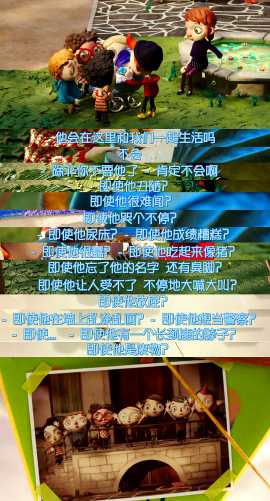 他会在这里和我们一起生活吗
不会
除非你不要他了 - 肯定不会啊
即使他丑陋?
即使他很难闻?
即使他哭个不停?
- 即使他尿床? - 即使他成绩糟糕?
- 即使他很蠢? - 即使他吃起来像猪?
即使他忘了他的名字 还有臭脚?
即使他让人受不了 不停地大喊大叫?
即使他放屁?
- 即使他在墙上乱涂乱画? - 即使他想当警察?
- 即使... - 即使他有一个长颈鹿的脖子?
即使他是废物?